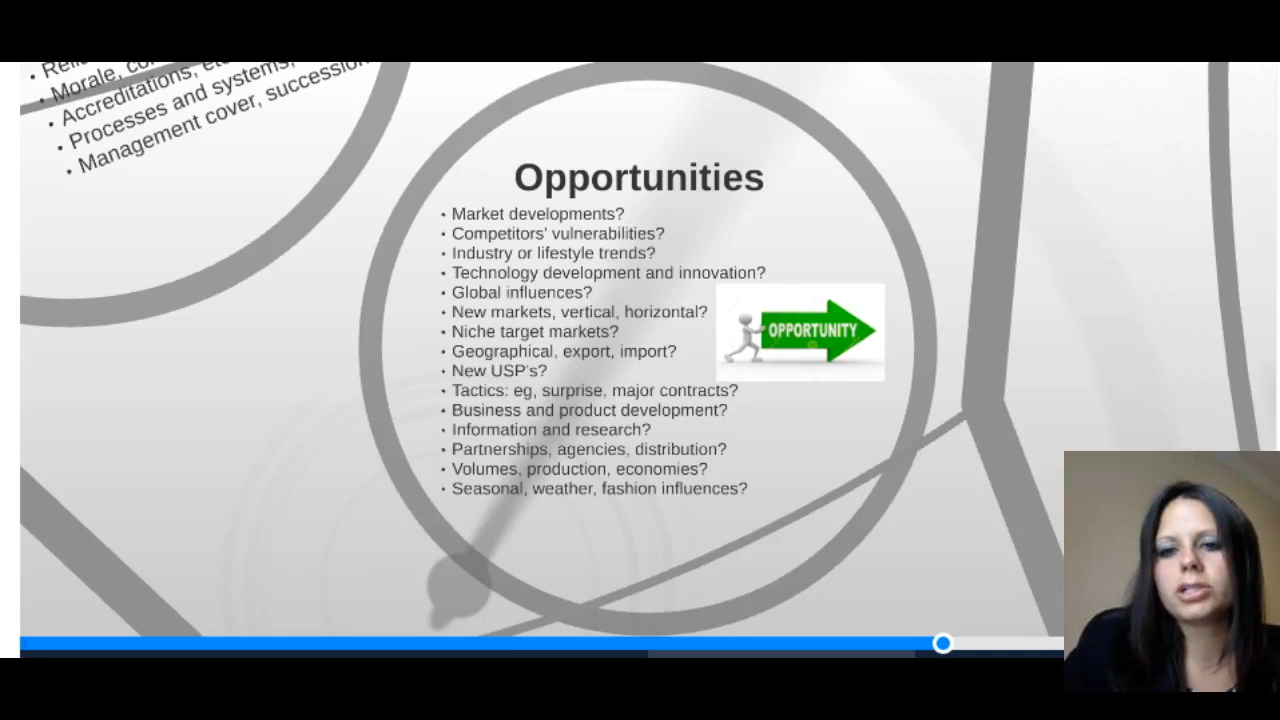 • Morale,
• Accreditations, etc
• Processes and systems,
• Management cover, succession
Opportunities
• Market developments?
• Competitors' vulnerabilities?
• Industry or lifestyle trends?
• Technology development and innovation?
• Global influences?
• New markets, vertical, horizontal?
• Niche target markets?
• Geographical, export, import?
• New USP's?
• Tactics: eg, surprise, major contracts?
• Business and product development?
• Information and research?
• Partnerships, agencies, distribution?
• Volumes, production, economies?
• Seasonal, weather, fashion influences?
OPPORTUNITY